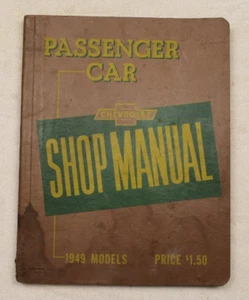 PASSENGER
CAR
CHEVROLET
SHOP MANUAL
1949 MODELS PRICE $1.50